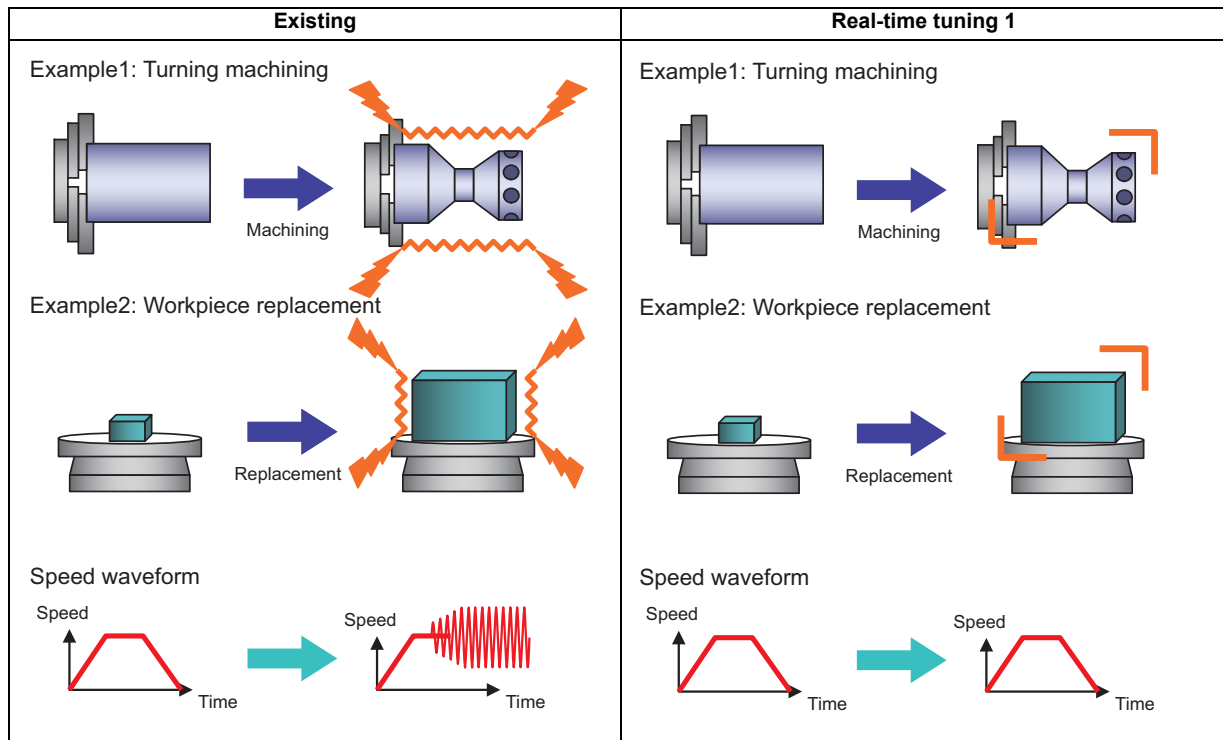 Existing
Example1: Turning machining
Machining
Example2: Workpiece replacement
Replacement
Speed waveform
Speed
Time
Speed
Time
Real-time tuning 1
Example1: Turning machining
Machining
Example2: Workpiece replacement
Replacement
Speed waveform
Speed
Time
Speed
Time